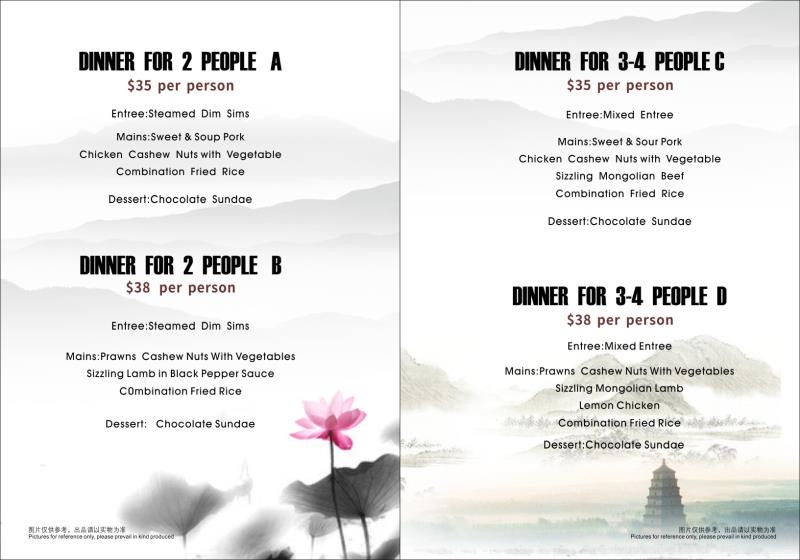 DINNER FOR 2 PEOPLE A
$35 per person
Entree:Steamed Dim Sims
Mains:Sweet & Soup Pork
Chicken Cashew Nuts with Vegetable
Combination Fried Rice
Dessert:Chocolate Sundae
DINNER FOR 2 PEOPLE B
$38 per person
Entree:Steamed Dim Sims
Mains:Prawns Cashew Nuts With Vegetables
Sizzling Lamb in Black Pepper Sauce
C0mbination Fried Rice
Dessert: Chocolate Sundae
图片仅供参考，出品请以实物为准
Pictures for reference only, please prevail in kind produced
DINNER FOR 3-4 PEOPLE C
$35 per person
Entree:Mixed Entree
Mains:Sweet & Sour Pork
Chicken Cashew Nuts with Vegetable
Sizzling Mongolian Beef
Combination Fried Rice
Dessert:Chocolate Sundae
DINNER FOR 3-4 PEOPLE D
$38 per person
Entree:Mixed Entree
Mains:Prawns Cashew Nuts With Vegetables
Sizzling Mongolian Lamb
Lemon Chicken
Combination Fried Rice
Dessert:Chocolate Sundae
图片仅供参考，出品请以实物为准
Pictures for reference only, please prevail in kind produced